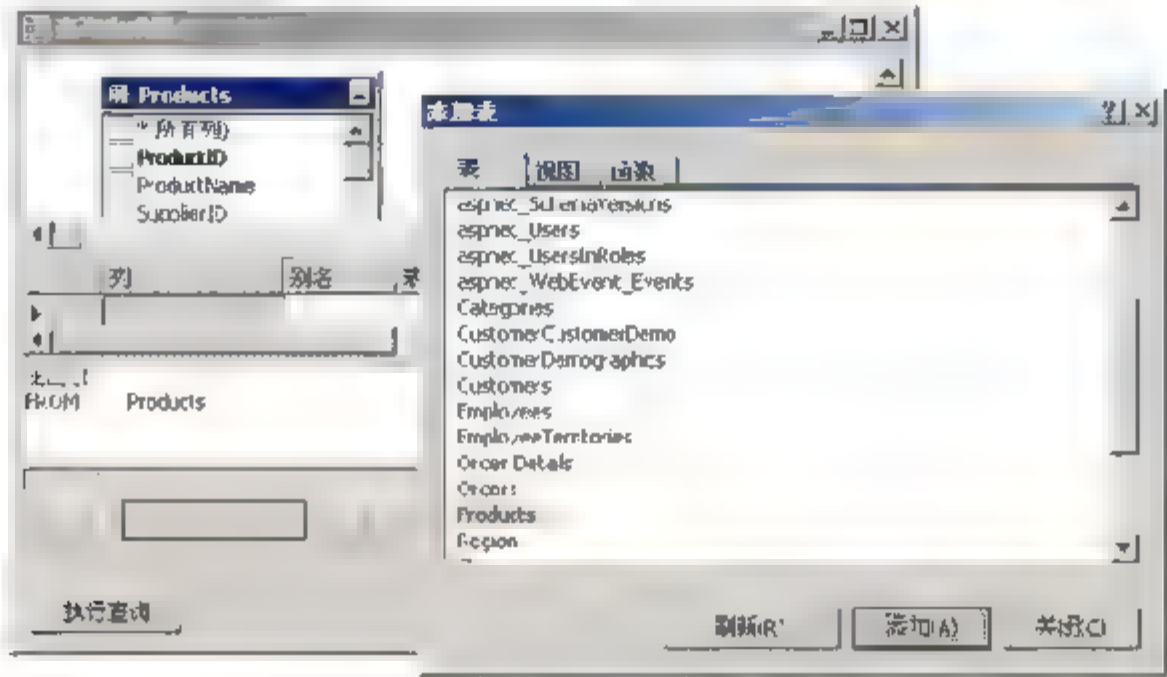 Products
* 所有列)
ProductID
ProductName
SupplierID
列
别名
FROM Products
执行查询
添加表
表
视图
函数
aspnet_SchemaVersions
aspnet_Users
aspnet_UsersInRoles
aspnet_WebEvent_Events
Categories
CustomerCustomerDemo
CustomerDemographics
Customers
Employees
EmployeeTerritories
Order Details
Orders
Products
Region
刷新(R)
添加(A)
关闭(C)